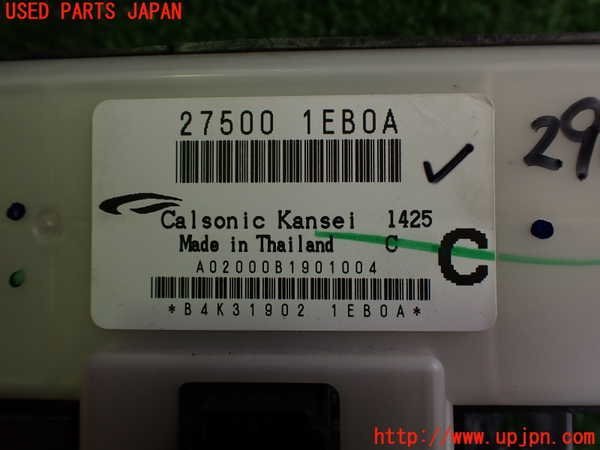 USED PARTS JAPAN
27500 1EB0A
29
Calsonic Kansei 1425
Made in Thailand C
C
A02000B1901004
*B4K31902 1EB0A*
http://www.upjpn.com/